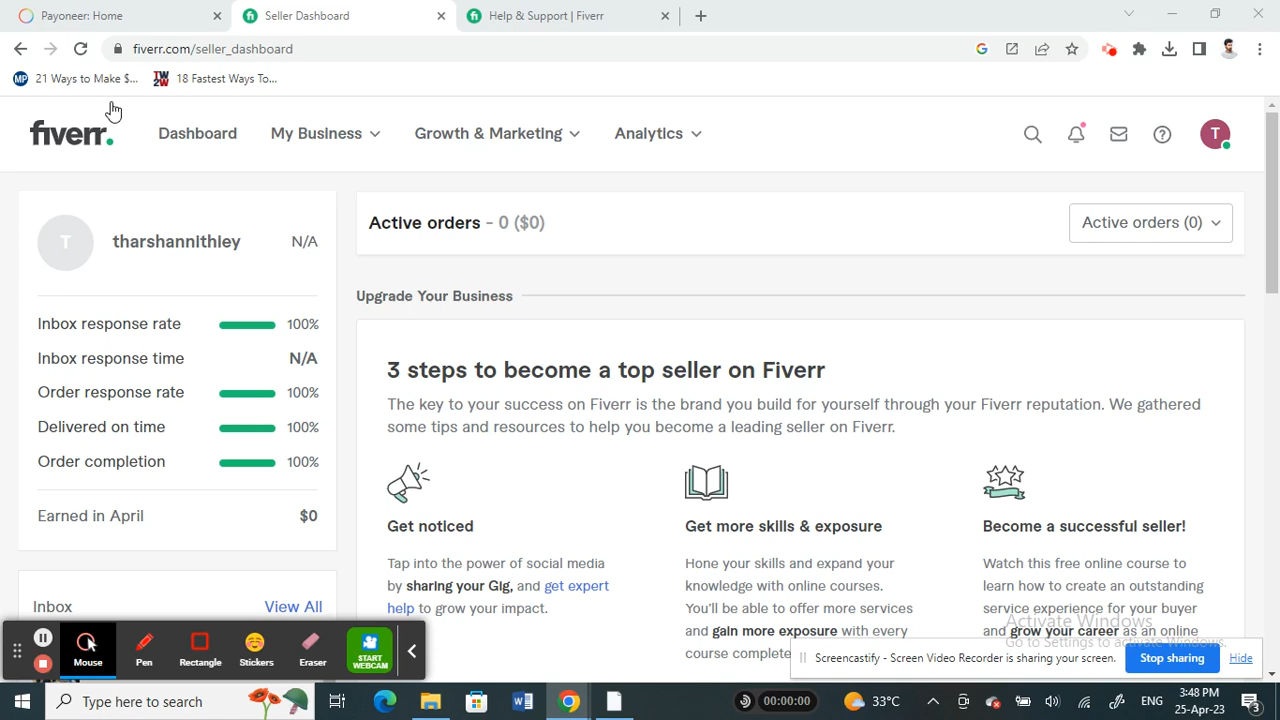 Payoneer: Home
Seller Dashboard
Help & Support | Fiverr
fiverr.com/seller_dashboard
21 Ways to Make $...
18 Fastest Ways To...
fiverr.
Dashboard
My Business
Growth & Marketing
Analytics
T
T
tharshannithley
N/A
Active orders - 0 ($0)
Active orders (0)
Upgrade Your Business
Inbox response rate
100%
Inbox response time
N/A
Order response rate
100%
Delivered on time
100%
Order completion
100%
Earned in April
$0
Inbox
View All
3 steps to become a top seller on Fiverr
The key to your success on Fiverr is the brand you build for yourself through your Fiverr reputation. We gathered
some tips and resources to help you become a leading seller on Fiverr.
Get noticed
Tap into the power of social media
by sharing your Gig, and get expert
help to grow your impact.
Get more skills & exposure
Hone your skills and expand your
knowledge with online courses.
You'll be able to offer more services
and gain more exposure with every
course complete
Become a successful seller!
Watch this free online course to
learn how to create an outstanding
service experience for your buyer
and grow your career as an online
Activate Windows
Go to Settings to activate Windows.
Mouse
Pen
Rectangle
Stickers
Eraser
START
WEBCAM
Screencastify - Screen Video Recorder is sharing your screen.
Stop sharing
Hide
Type here to search
00:00:00
33°C
ENG
3:48 PM
25-Apr-23
3